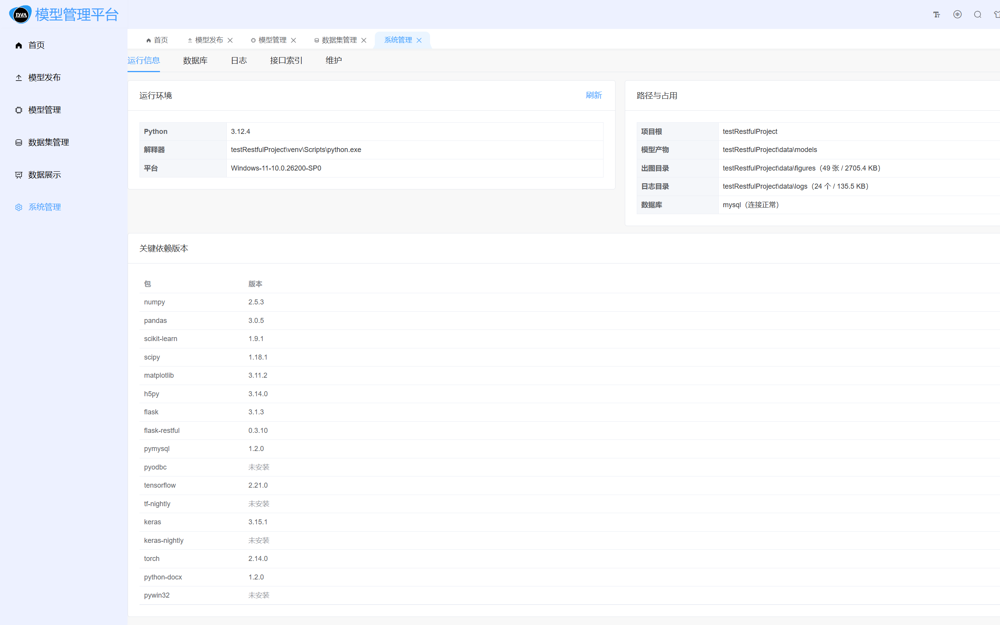 DVA 模型管理平台
首页
模型发布
模型管理
数据集管理
数据展示
系统管理
首页 模型发布 模型管理 数据集管理 系统管理
运行信息 数据库 日志 接口索引 维护
运行环境 刷新
Python 3.12.4
解释器 testRestfulProject\venv\Scripts\python.exe
平台 Windows-11-10.0.26200-SP0
路径与占用
项目根 testRestfulProject
模型产物 testRestfulProject\data\models
出图目录 testRestfulProject\data\figures（49 张 / 2705.4 KB）
日志目录 testRestfulProject\data\logs（24 个 / 135.5 KB）
数据库 mysql（连接正常）
关键依赖版本
包 版本
numpy 2.5.3
pandas 3.0.5
scikit-learn 1.9.1
scipy 1.18.1
matplotlib 3.11.2
h5py 3.14.0
flask 3.1.3
flask-restful 0.3.10
pymysql 1.2.0
pyodbc 未安装
tensorflow 2.21.0
tf-nightly 未安装
keras 3.15.1
keras-nightly 未安装
torch 2.14.0
python-docx 1.2.0
pywin32 未安装